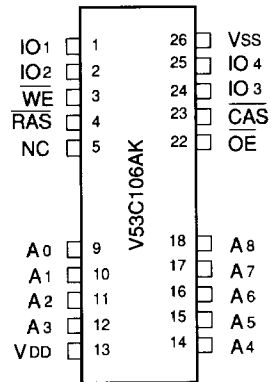 IO1 1 26 VSS
IO2 2 25 IO4
WE 3 24 IO3
RAS 4 23 CAS
NC 5 22 OE
V53C106AK
A0 9 18 A8
A1 10 17 A7
A2 11 16 A6
A3 12 15 A5
VDD 13 14 A4